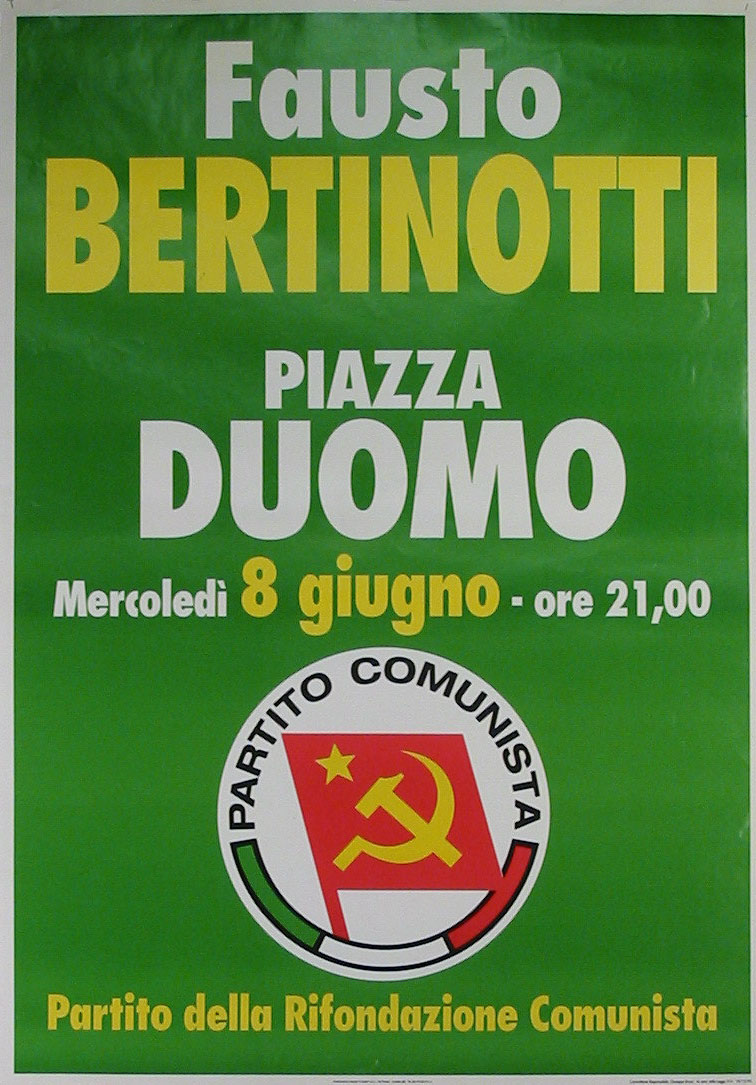 Fausto
BERTINOTTI
PIAZZA
DUOMO
Mercoledì 8 giugno - ore 21,00
PARTITO COMUNISTA
Partito della Rifondazione Comunista